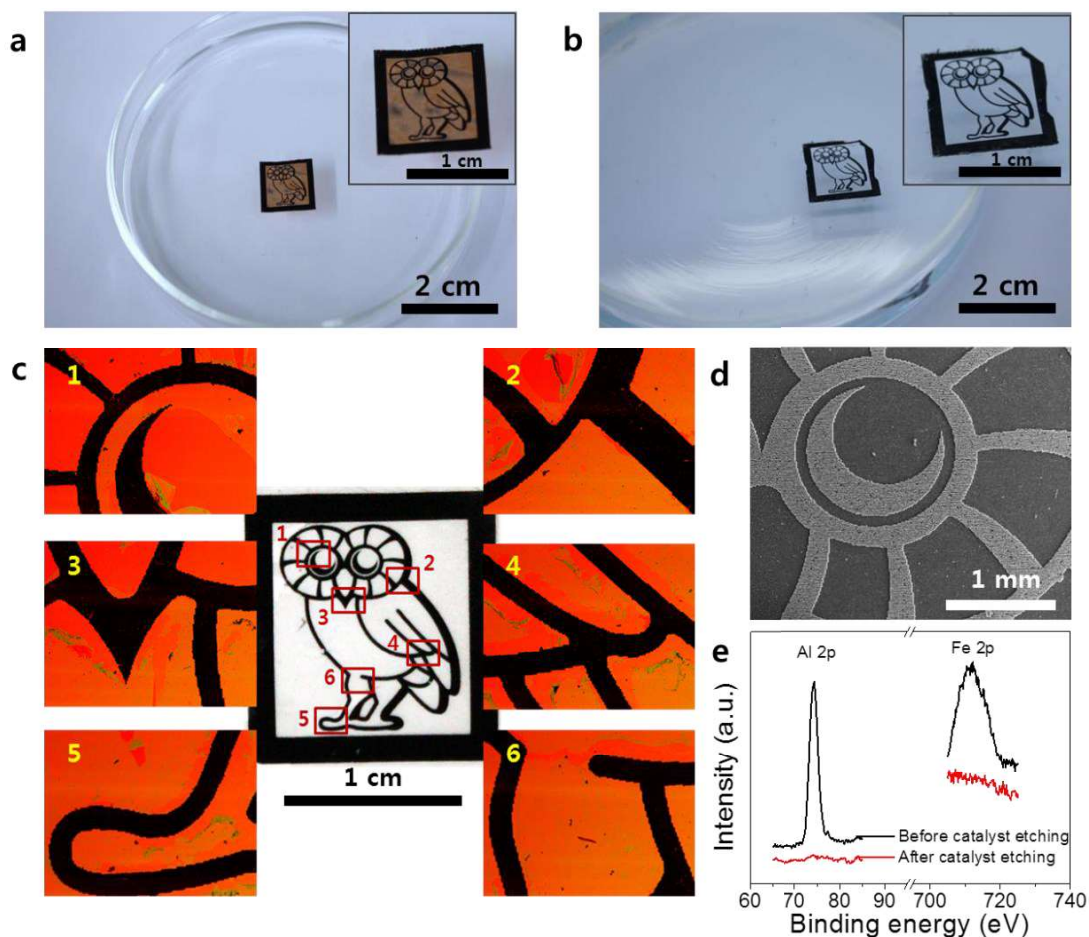 a
1 cm
2 cm
b
1 cm
2 cm
c
1
2
3
4
5
6
1
2
3
4
6
5
1 cm
d
1 mm
e
Al 2p
Fe 2p
Intensity (a.u.)
Before catalyst etching
After catalyst etching
60 70 80 90 700 720 740
Binding energy (eV)